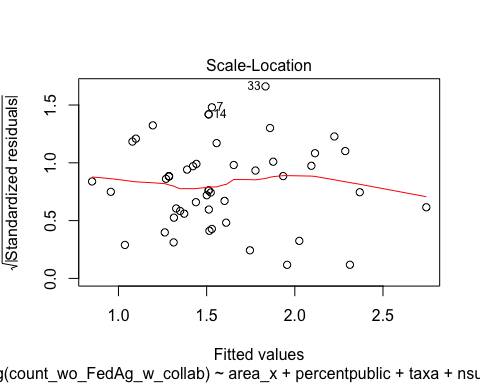 Scale-Location
√|Standardized residuals|
0.0 0.5 1.0 1.5
33
7
14
1.0 1.5 2.0 2.5
Fitted values
g(count_wo_FedAg_w_collab) ~ area_x + percentpublic + taxa + nsu